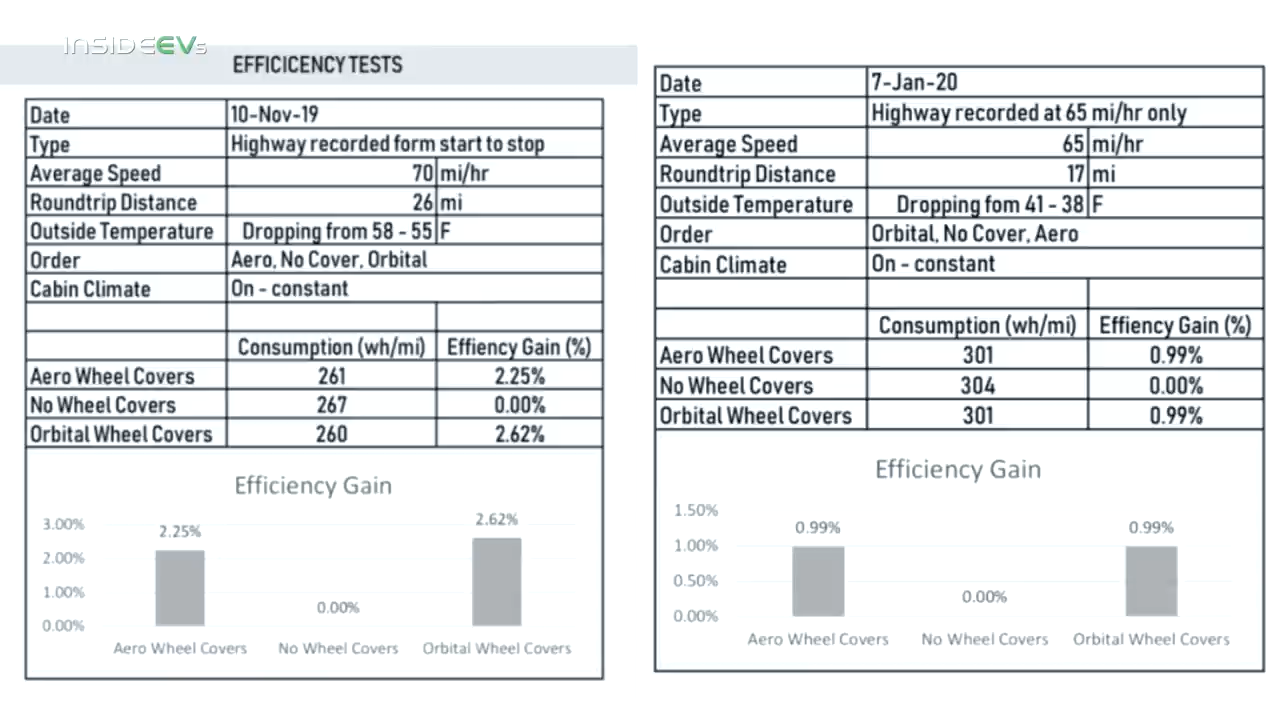 INSIDEEVs
EFFICICENCY TESTS
Date 10-Nov-19
Type Highway recorded form start to stop
Average Speed 70 mi/hr
Roundtrip Distance 26 mi
Outside Temperature Dropping from 58 - 55 F
Order Aero, No Cover, Orbital
Cabin Climate On - constant
Consumption (wh/mi) Effiency Gain (%)
Aero Wheel Covers 261 2.25%
No Wheel Covers 267 0.00%
Orbital Wheel Covers 260 2.62%
Efficiency Gain
3.00%
2.00%
1.00%
0.00%
2.25%
0.00%
2.62%
Aero Wheel Covers No Wheel Covers Orbital Wheel Covers
Date 7-Jan-20
Type Highway recorded at 65 mi/hr only
Average Speed 65 mi/hr
Roundtrip Distance 17 mi
Outside Temperature Dropping fom 41 - 38 F
Order Orbital, No Cover, Aero
Cabin Climate On - constant
Consumption (wh/mi) Effiency Gain (%)
Aero Wheel Covers 301 0.99%
No Wheel Covers 304 0.00%
Orbital Wheel Covers 301 0.99%
Efficiency Gain
1.50%
1.00%
0.50%
0.00%
0.99%
0.00%
0.99%
Aero Wheel Covers No Wheel Covers Orbital Wheel Covers